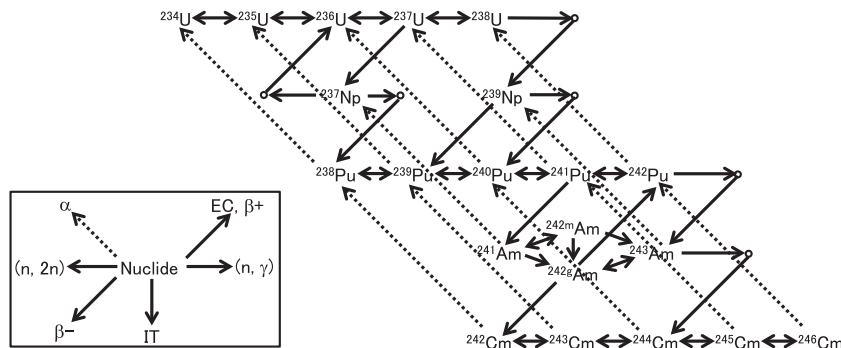 ²³⁴U ²³⁵U ²³⁶U ²³⁷U ²³⁸U
²³⁷Np ²³⁹Np
²³⁸Pu ²³⁹Pu ²⁴⁰Pu ²⁴¹Pu ²⁴²Pu
²⁴²ᵐAm
²⁴¹Am ²⁴³Am
²⁴²ᵍAm
²⁴²Cm ²⁴³Cm ²⁴⁴Cm ²⁴⁵Cm ²⁴⁶Cm
α EC, β+
(n, 2n) Nuclide (n, γ)
β− IT